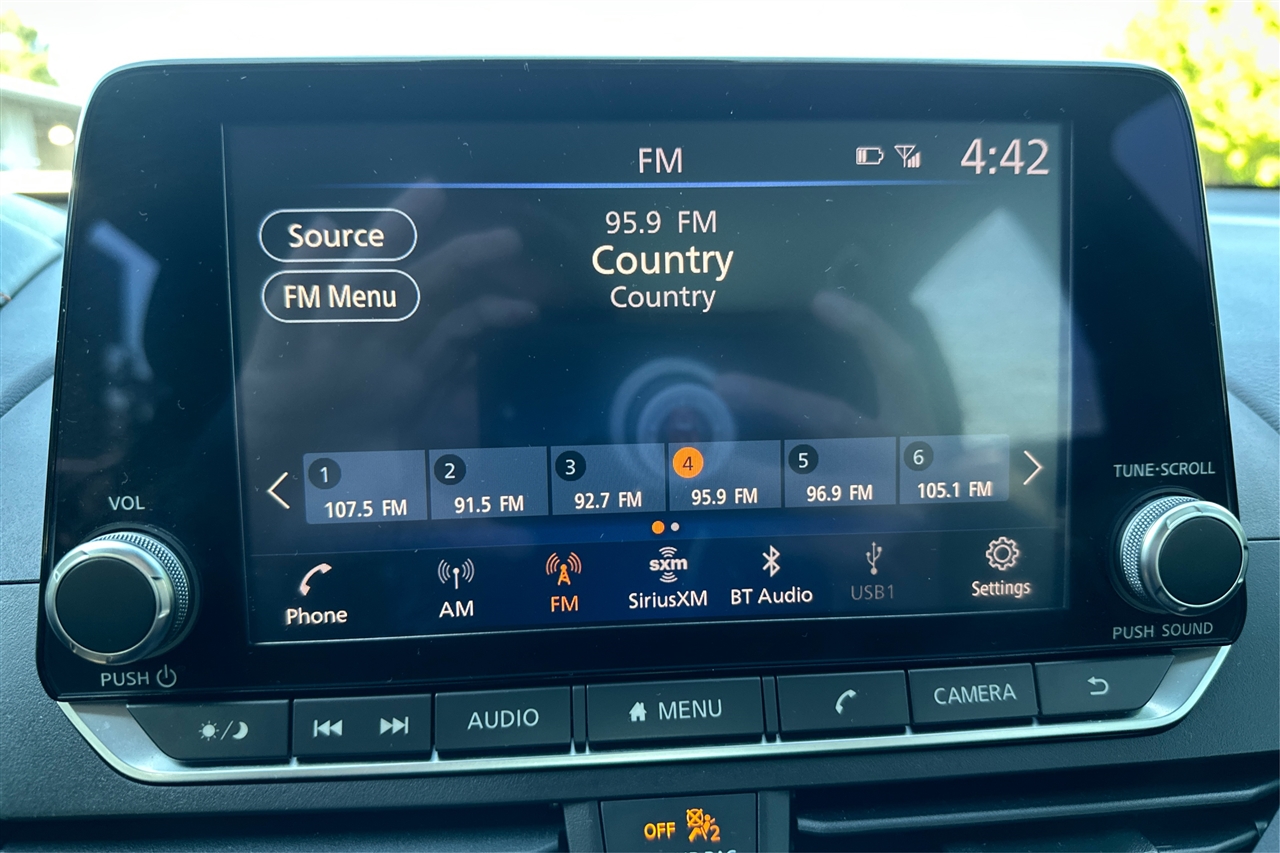 FM
4:42
Source
95.9 FM
Country
FM Menu
Country
1
107.5 FM
2
91.5 FM
3
92.7 FM
4
95.9 FM
5
96.9 FM
6
105.1 FM
TUNE·SCROLL
VOL
Phone
AM
FM
sxm
SiriusXM
BT Audio
USB1
Settings
PUSH SOUND
PUSH
AUDIO
MENU
CAMERA
OFF
2